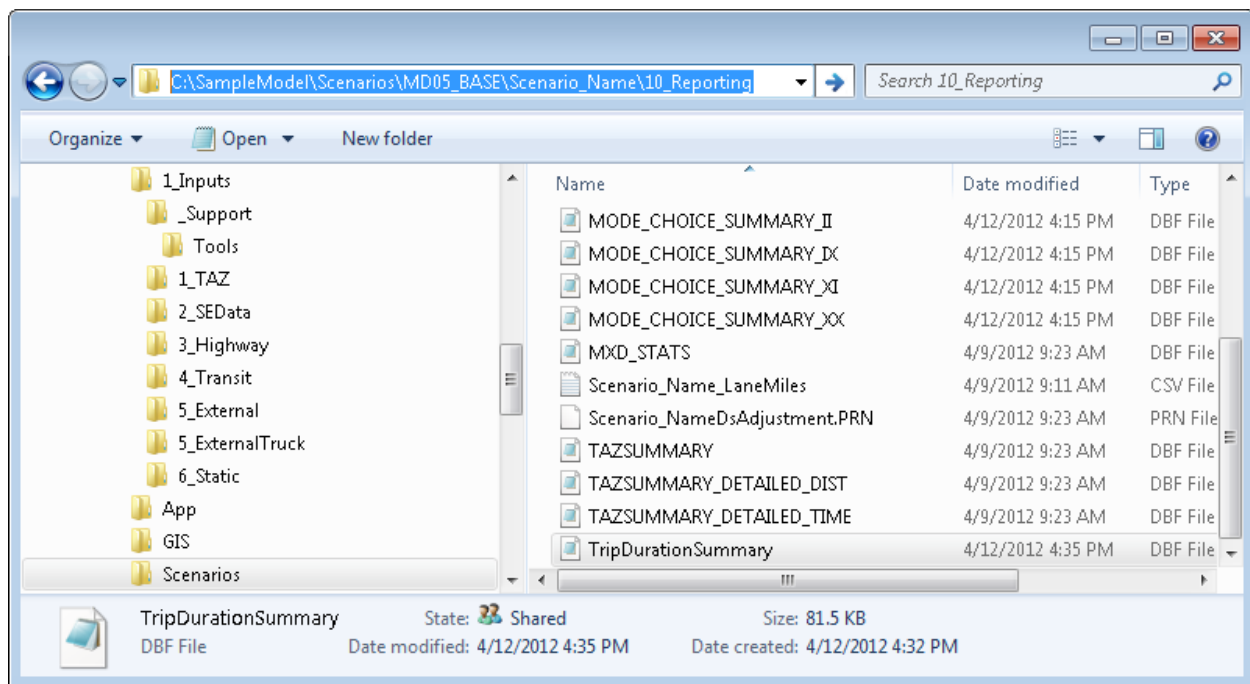 C:\SampleModel\Scenarios\MD05_BASE\Scenario_Name\10_Reporting
Search 10_Reporting
Organize Open New folder
1_Inputs
_Support
Tools
1_TAZ
2_SEData
3_Highway
4_Transit
5_External
5_ExternalTruck
6_Static
App
GIS
Scenarios
Name Date modified Type
MODE_CHOICE_SUMMARY_II 4/12/2012 4:15 PM DBF File
MODE_CHOICE_SUMMARY_IX 4/12/2012 4:15 PM DBF File
MODE_CHOICE_SUMMARY_XI 4/12/2012 4:15 PM DBF File
MODE_CHOICE_SUMMARY_XX 4/12/2012 4:15 PM DBF File
MXD_STATS 4/9/2012 9:23 AM DBF File
Scenario_Name_LaneMiles 4/9/2012 9:11 AM CSV File
Scenario_NameDsAdjustment.PRN 4/9/2012 9:23 AM PRN File
TAZSUMMARY 4/9/2012 9:23 AM DBF File
TAZSUMMARY_DETAILED_DIST 4/9/2012 9:23 AM DBF File
TAZSUMMARY_DETAILED_TIME 4/9/2012 9:23 AM DBF File
TripDurationSummary 4/12/2012 4:35 PM DBF File
TripDurationSummary State: Shared Size: 81.5 KB
DBF File Date modified: 4/12/2012 4:35 PM Date created: 4/12/2012 4:32 PM